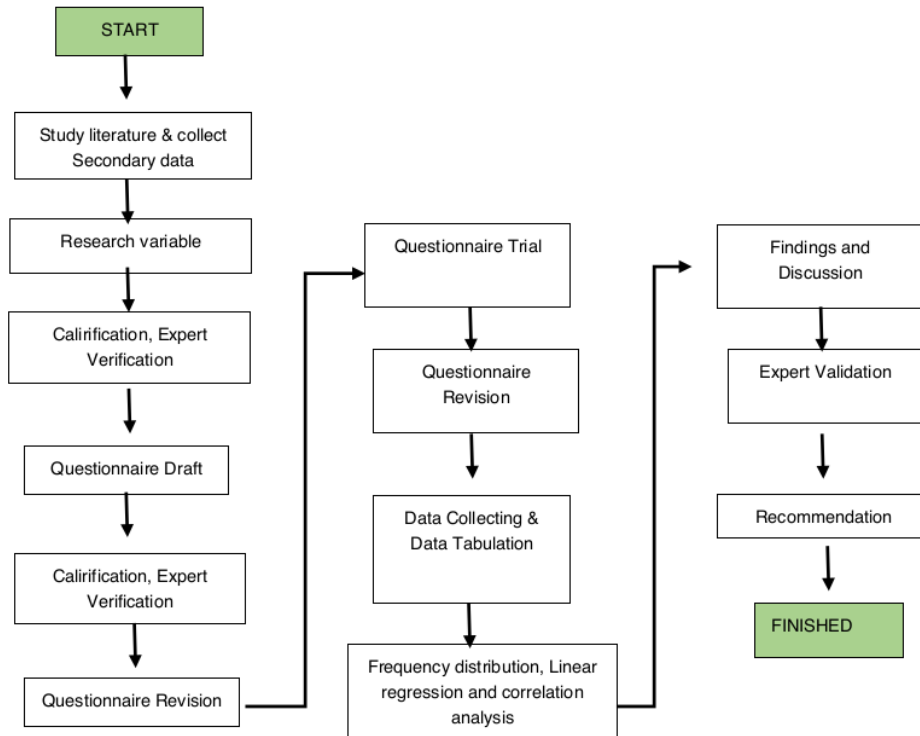 START
Study literature & collect
Secondary data
Research variable
Calirification, Expert
Verification
Questionnaire Draft
Calirification, Expert
Verification
Questionnaire Revision
Questionnaire Trial
Questionnaire
Revision
Data Collecting &
Data Tabulation
Frequency distribution, Linear
regression and correlation
analysis
Findings and
Discussion
Expert Validation
Recommendation
FINISHED